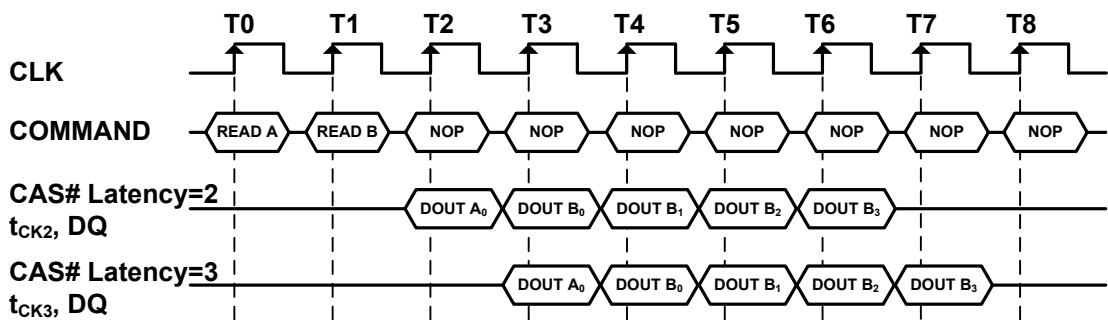 T0 T1 T2 T3 T4 T5 T6 T7 T8
CLK
COMMAND READ A READ B NOP NOP NOP NOP NOP NOP NOP
CAS# Latency=2
tCK2, DQ DOUT A0 DOUT B0 DOUT B1 DOUT B2 DOUT B3
CAS# Latency=3
tCK3, DQ DOUT A0 DOUT B0 DOUT B1 DOUT B2 DOUT B3